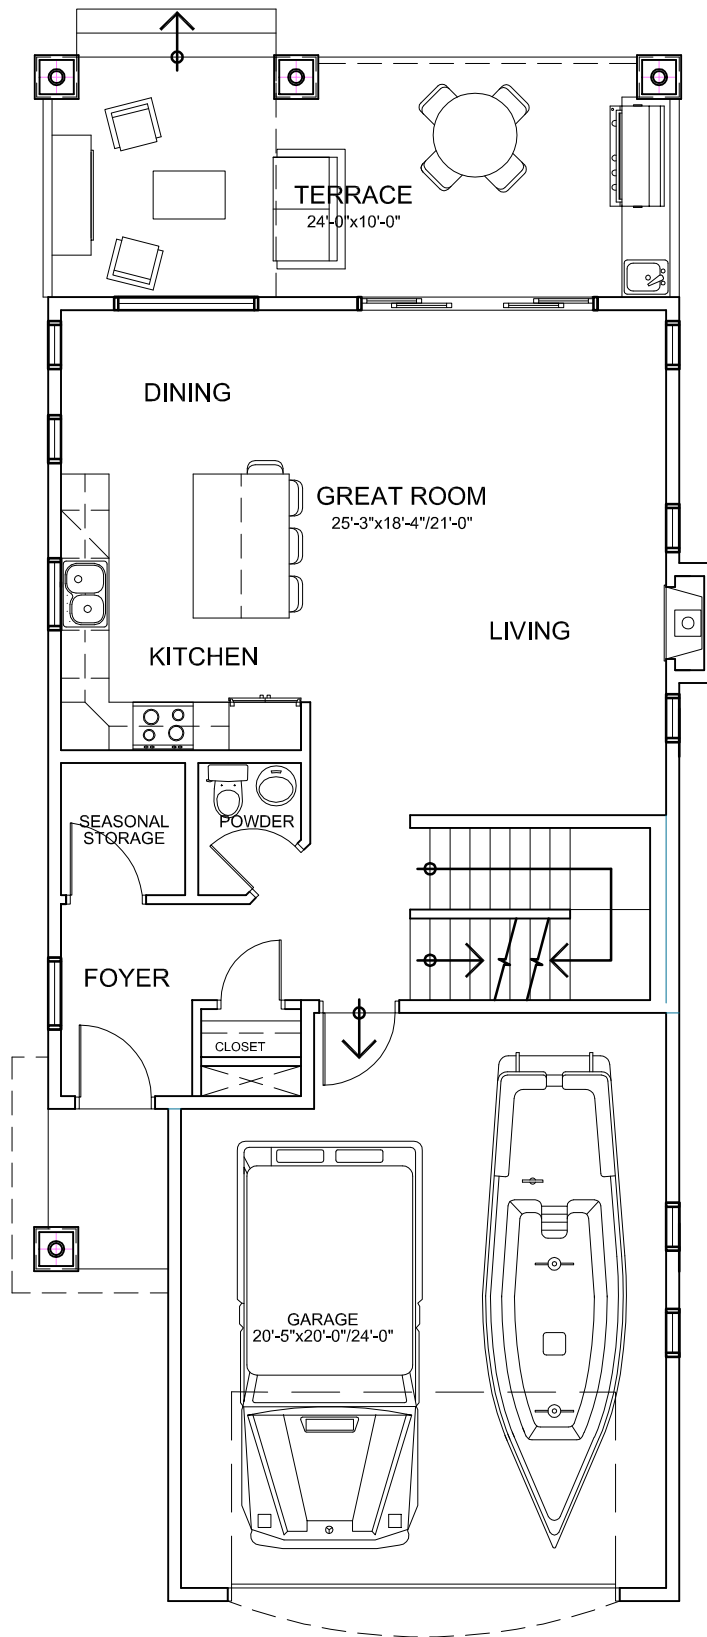 TERRACE
24'-0"x10'-0"
DINING
GREAT ROOM
25'-3"x18'-4"/21'-0"
LIVING
KITCHEN
SEASONAL
STORAGE
POWDER
FOYER
CLOSET
GARAGE
20'-5"x20'-0"/24'-0"